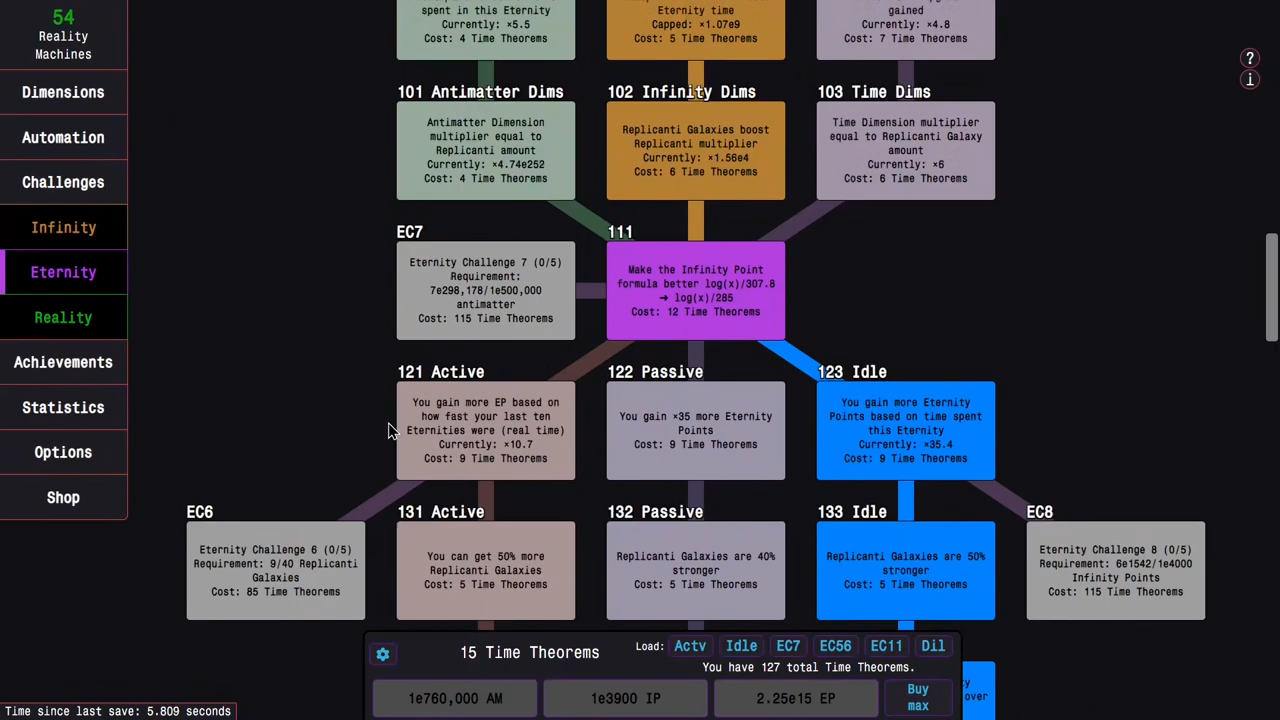 54
Reality
Machines
Dimensions
Automation
Challenges
Infinity
Eternity
Reality
Achievements
Statistics
Options
Shop
spent in this Eternity
Currently: ×5.5
Cost: 4 Time Theorems
Eternity time
Capped: ×1.07e9
Cost: 5 Time Theorems
gained
Currently: ×4.8
Cost: 7 Time Theorems
?
i
101 Antimatter Dims
Antimatter Dimension
multiplier equal to
Replicanti amount
Currently: ×4.74e252
Cost: 4 Time Theorems
102 Infinity Dims
Replicanti Galaxies boost
Replicanti multiplier
Currently: ×1.56e4
Cost: 6 Time Theorems
103 Time Dims
Time Dimension multiplier
equal to Replicanti Galaxy
amount
Currently: ×6
Cost: 6 Time Theorems
EC7
Eternity Challenge 7 (0/5)
Requirement:
7e298,178/1e500,000
antimatter
Cost: 115 Time Theorems
111
Make the Infinity Point
formula better log(x)/307.8
➜ log(x)/285
Cost: 12 Time Theorems
121 Active
You gain more EP based on
how fast your last ten
Eternities were (real time)
Currently: ×10.7
Cost: 9 Time Theorems
122 Passive
You gain ×35 more Eternity
Points
Cost: 9 Time Theorems
123 Idle
You gain more Eternity
Points based on time spent
this Eternity
Currently: ×35.4
Cost: 9 Time Theorems
EC6
Eternity Challenge 6 (0/5)
Requirement: 9/40 Replicanti
Galaxies
Cost: 85 Time Theorems
131 Active
You can get 50% more
Replicanti Galaxies
Cost: 5 Time Theorems
132 Passive
Replicanti Galaxies are 40%
stronger
Cost: 5 Time Theorems
133 Idle
Replicanti Galaxies are 50%
stronger
Cost: 5 Time Theorems
EC8
Eternity Challenge 8 (0/5)
Requirement: 6e1542/1e4000
Infinity Points
Cost: 115 Time Theorems
15 Time Theorems
Load: Actv Idle EC7 EC56 EC11 Dil
You have 127 total Time Theorems.
1e760,000 AM
1e3900 IP
2.25e15 EP
Buy
max
over
Time since last save: 5.809 seconds